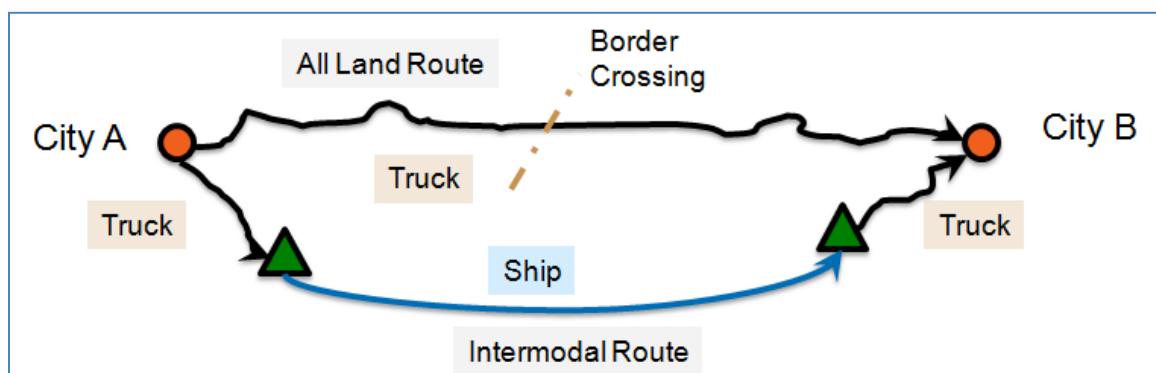 Border
Crossing
All Land Route
City A
City B
Truck
Truck
Truck
Ship
Intermodal Route